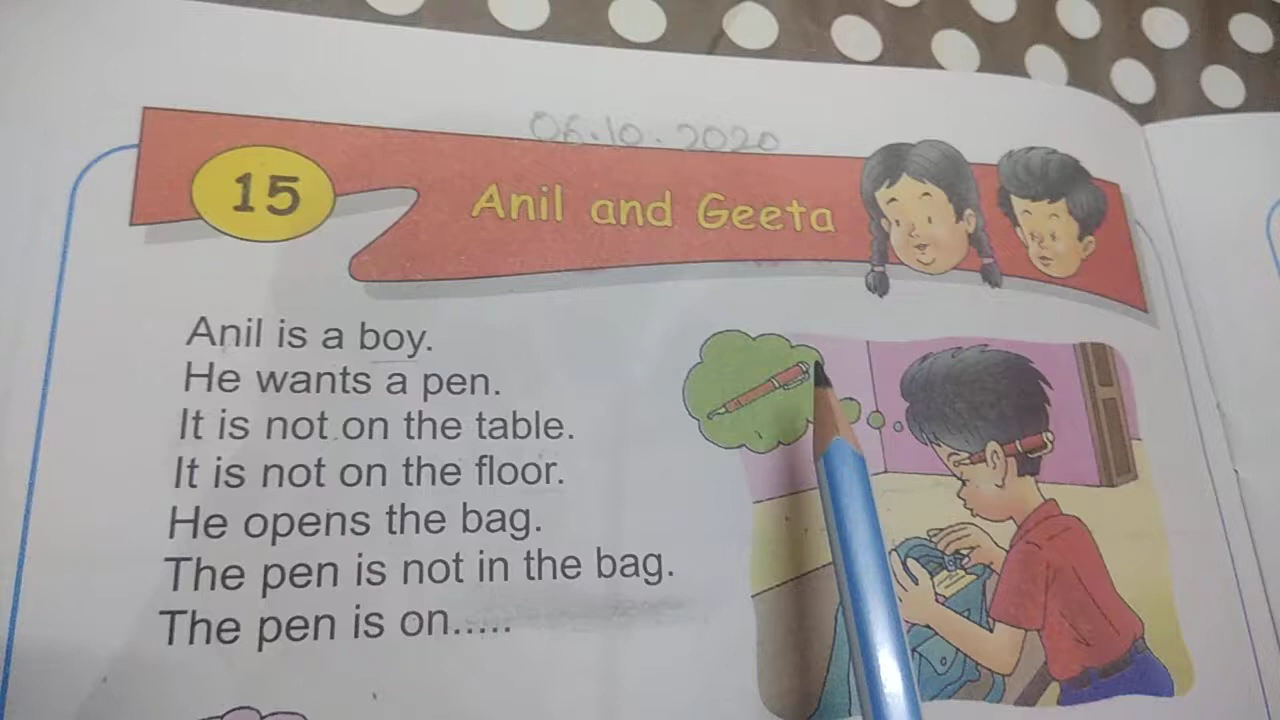 06.10.2020
15
Anil and Geeta
Anil is a boy.
He wants a pen.
It is not on the table.
It is not on the floor.
He opens the bag.
The pen is not in the bag.
The pen is on.....